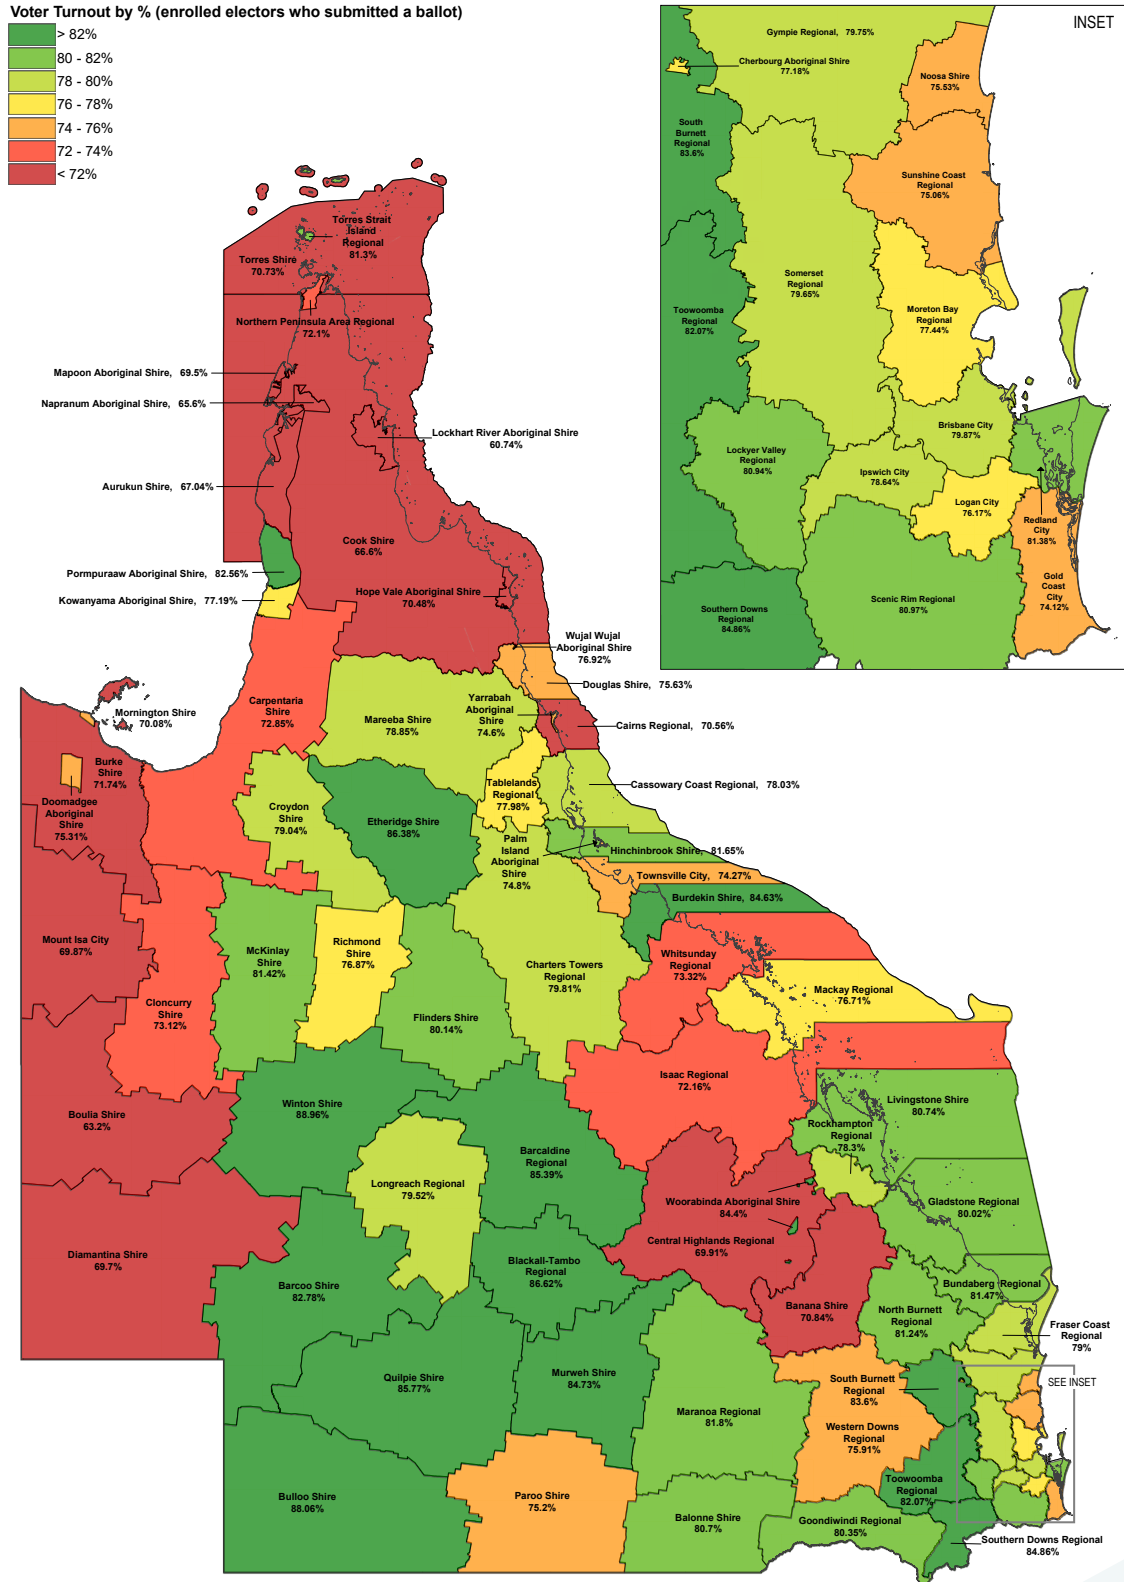 Voter Turnout by % (enrolled electors who submitted a ballot)
> 82%
80 - 82%
78 - 80%
76 - 78%
74 - 76%
72 - 74%
< 72%
INSET
Gympie Regional, 79.75%
Cherbourg Aboriginal Shire
77.18%
Noosa Shire
75.53%
South
Burnett
Regional
83.6%
Sunshine Coast
Regional
75.06%
Somerset
Regional
79.65%
Toowoomba
Regional
82.07%
Moreton Bay
Regional
77.44%
Brisbane City
79.87%
Lockyer Valley
Regional
80.94%
Ipswich City
78.64%
Logan City
76.17%
Redland
City
81.38%
Gold
Coast
City
74.12%
Scenic Rim Regional
80.97%
Southern Downs
Regional
84.86%
Torres Strait
Island
Regional
81.3%
Torres Shire
70.73%
Northern Peninsula Area Regional
72.1%
Mapoon Aboriginal Shire, 69.5%
Napranum Aboriginal Shire, 65.6%
Lockhart River Aboriginal Shire
60.74%
Aurukun Shire, 67.04%
Cook Shire
66.6%
Pormpuraaw Aboriginal Shire, 82.56%
Kowanyama Aboriginal Shire, 77.19%
Hope Vale Aboriginal Shire
70.48%
Wujal Wujal
Aboriginal Shire
76.92%
Douglas Shire, 75.63%
Mornington Shire
70.08%
Carpentaria
Shire
72.85%
Mareeba Shire
78.85%
Yarrabah
Aboriginal
Shire
74.6%
Cairns Regional, 70.56%
Burke
Shire
71.74%
Doomadgee
Aboriginal
Shire
75.31%
Croydon
Shire
79.04%
Etheridge Shire
86.38%
Tablelands
Regional
77.98%
Cassowary Coast Regional, 78.03%
Palm
Island
Aboriginal
Shire
74.8%
Hinchinbrook Shire, 81.65%
Townsville City, 74.27%
Burdekin Shire, 84.63%
Mount Isa City
69.87%
McKinlay
Shire
81.42%
Richmond
Shire
76.87%
Charters Towers
Regional
79.81%
Whitsunday
Regional
73.32%
Mackay Regional
76.71%
Cloncurry
Shire
73.12%
Flinders Shire
80.14%
Isaac Regional
72.16%
Livingstone Shire
80.74%
Boulia Shire
63.2%
Winton Shire
88.96%
Rockhampton
Regional
78.3%
Barcaldine
Regional
85.39%
Longreach Regional
79.52%
Woorabinda Aboriginal Shire
84.4%
Gladstone Regional
80.02%
Diamantina Shire
69.7%
Central Highlands Regional
69.91%
Blackall-Tambo
Regional
86.62%
Barcoo Shire
82.78%
Bundaberg Regional
81.47%
Banana Shire
70.84%
North Burnett
Regional
81.24%
Fraser Coast
Regional
79%
Quilpie Shire
85.77%
Murweh Shire
84.73%
South Burnett
Regional
83.6%
SEE INSET
Maranoa Regional
81.8%
Western Downs
Regional
75.91%
Toowoomba
Regional
82.07%
Bulloo Shire
88.06%
Paroo Shire
75.2%
Balonne Shire
80.7%
Goondiwindi Regional
80.35%
Southern Downs Regional
84.86%